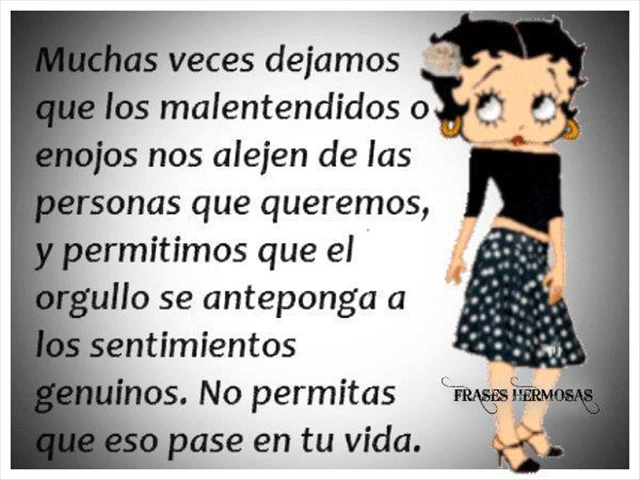 Muchas veces dejamos
que los malentendidos o
enojos nos alejen de las
personas que queremos,
y permitimos que el
orgullo se anteponga a
los sentimientos
genuinos. No permitas
que eso pase en tu vida.
FRASES HERMOSAS